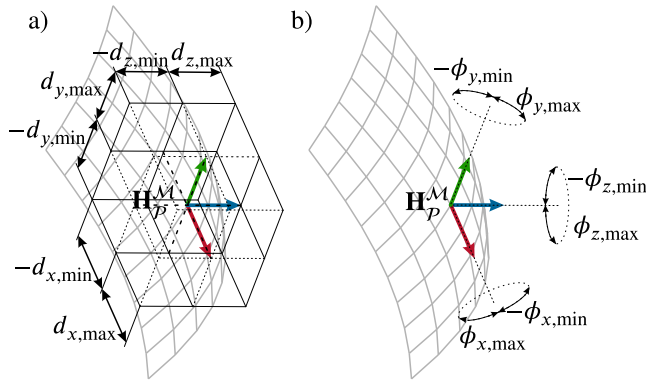 a)
−d_{z,min} d_{z,max}
d_{y,max}
−d_{y,min}
H_P^M
−d_{x,min}
d_{x,max}
b)
−ϕ_{y,min}
ϕ_{y,max}
H_P^M
−ϕ_{z,min}
ϕ_{z,max}
−ϕ_{x,min}
ϕ_{x,max}